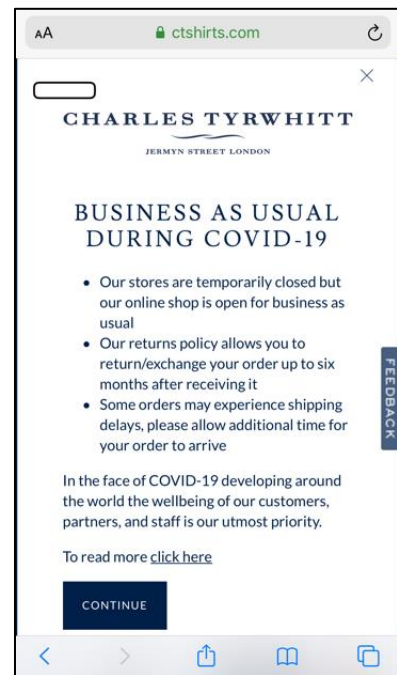 AA ctshirts.com
CHARLES TYRWHITT
JERMYN STREET LONDON
BUSINESS AS USUAL
DURING COVID-19
• Our stores are temporarily closed but
our online shop is open for business as
usual
• Our returns policy allows you to
return/exchange your order up to six
months after receiving it
• Some orders may experience shipping
delays, please allow additional time for
your order to arrive
FEEDBACK
In the face of COVID-19 developing around
the world the wellbeing of our customers,
partners, and staff is our utmost priority.
To read more click here
CONTINUE